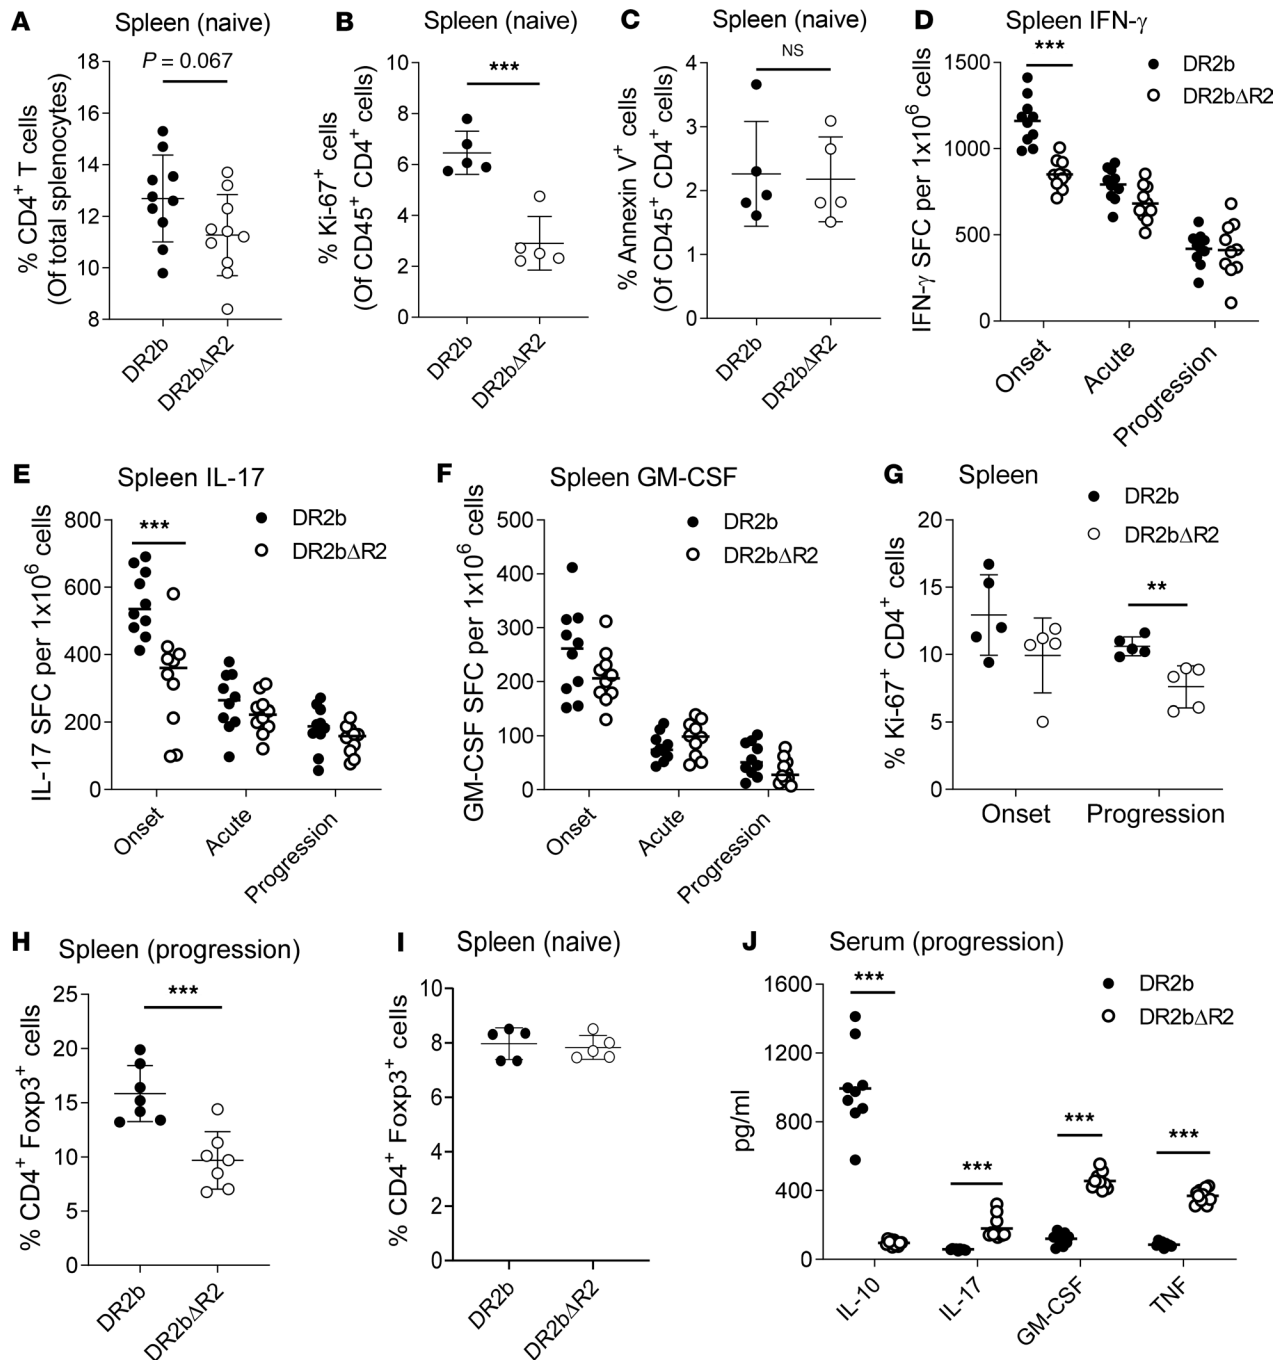 A Spleen (naive)
P = 0.067
% CD4+ T cells
(Of total splenocytes)
18
16
14
12
10
8
DR2b
DR2bΔR2
B Spleen (naive)
***
% Ki-67+ cells
(Of CD45+ CD4+ cells)
10
8
6
4
2
0
DR2b
DR2bΔR2
C Spleen (naive)
NS
% Annexin V+ cells
(Of CD45+ CD4+ cells)
4
3
2
1
0
DR2b
DR2bΔR2
D Spleen IFN-γ
***
DR2b
DR2bΔR2
IFN-γ SFC per 1x10^6 cells
1500
1000
500
0
Onset
Acute
Progression
E Spleen IL-17
***
DR2b
DR2bΔR2
IL-17 SFC per 1x10^6 cells
800
600
400
200
0
Onset
Acute
Progression
F Spleen GM-CSF
DR2b
DR2bΔR2
GM-CSF SFC per 1x10^6 cells
500
400
300
200
100
0
Onset
Acute
Progression
G Spleen
DR2b
DR2bΔR2
**
% Ki-67+ CD4+ cells
20
15
10
5
0
Onset
Progression
H Spleen (progression)
***
% CD4+ Foxp3+ cells
25
20
15
10
5
0
DR2b
DR2bΔR2
I Spleen (naive)
% CD4+ Foxp3+ cells
10
8
6
4
2
0
DR2b
DR2bΔR2
J Serum (progression)
DR2b
DR2bΔR2
***
***
***
***
pg/ml
1600
1200
800
400
0
IL-10
IL-17
GM-CSF
TNF